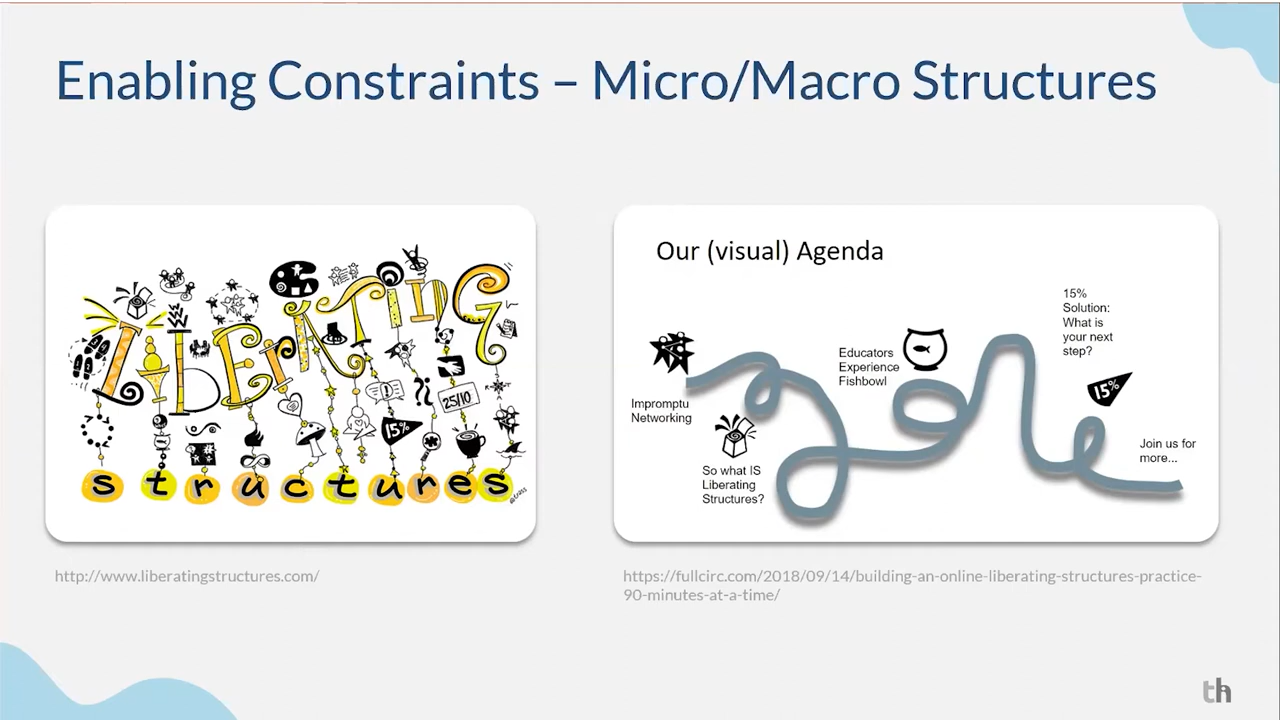 Enabling Constraints – Micro/Macro Structures
LIBERATING
structures
15%
25/10
http://www.liberatingstructures.com/
Our (visual) Agenda
Impromptu
Networking
So what IS
Liberating
Structures?
Educators
Experience
Fishbowl
15%
Solution:
What is
your next
step?
15%
Join us for
more...
https://fullcirc.com/2018/09/14/building-an-online-liberating-structures-practice-
90-minutes-at-a-time/
th